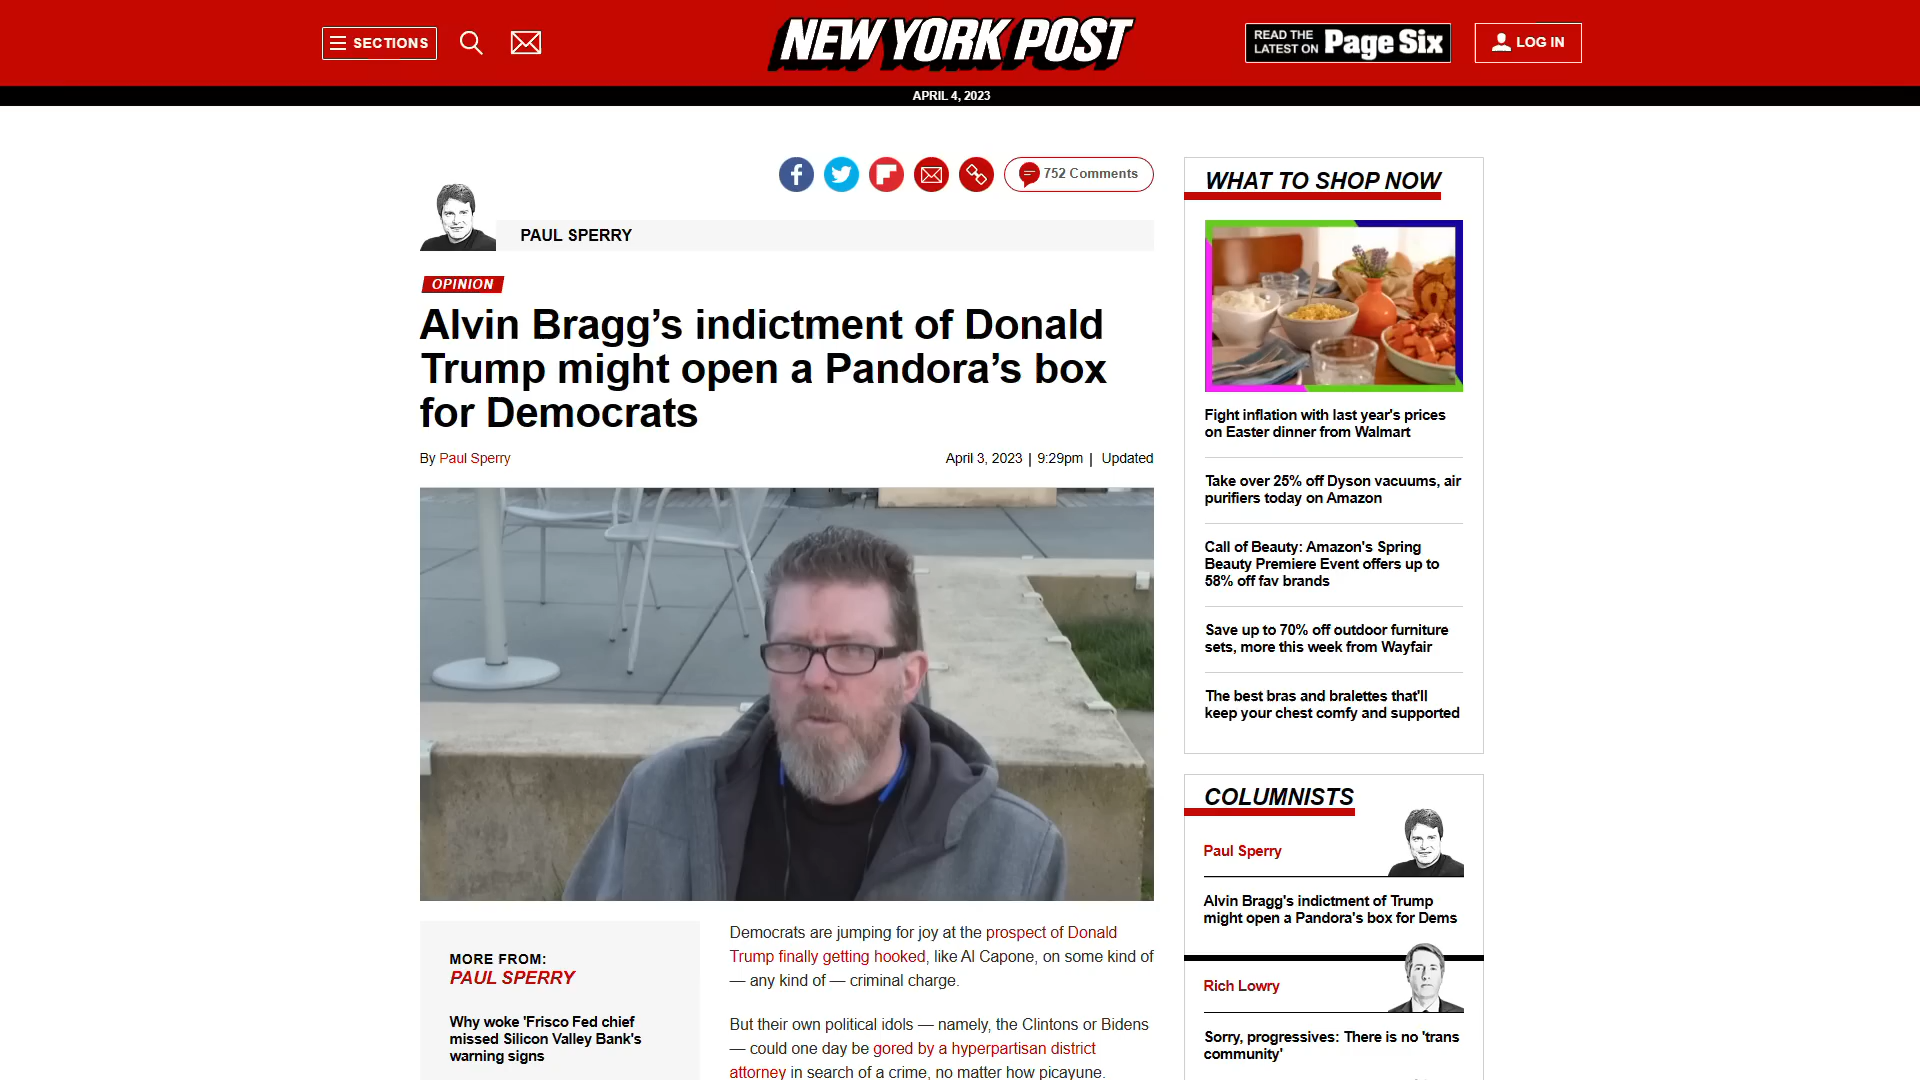 SECTIONS
NEW YORK POST
READ THE
LATEST ON
Page Six
LOG IN
APRIL 4, 2023
752 Comments
PAUL SPERRY
OPINION
Alvin Bragg’s indictment of Donald
Trump might open a Pandora’s box
for Democrats
By Paul Sperry
April 3, 2023 | 9:29pm | Updated
MORE FROM:
PAUL SPERRY
Why woke 'Frisco Fed chief
missed Silicon Valley Bank's
warning signs
Democrats are jumping for joy at the prospect of Donald
Trump finally getting hooked, like Al Capone, on some kind of
— any kind of — criminal charge.
But their own political idols — namely, the Clintons or Bidens
— could one day be gored by a hyperpartisan district
attorney in search of a crime, no matter how picayune.
WHAT TO SHOP NOW
Fight inflation with last year's prices
on Easter dinner from Walmart
Take over 25% off Dyson vacuums, air
purifiers today on Amazon
Call of Beauty: Amazon's Spring
Beauty Premiere Event offers up to
58% off fav brands
Save up to 70% off outdoor furniture
sets, more this week from Wayfair
The best bras and bralettes that'll
keep your chest comfy and supported
COLUMNISTS
Paul Sperry
Alvin Bragg's indictment of Trump
might open a Pandora's box for Dems
Rich Lowry
Sorry, progressives: There is no 'trans
community'